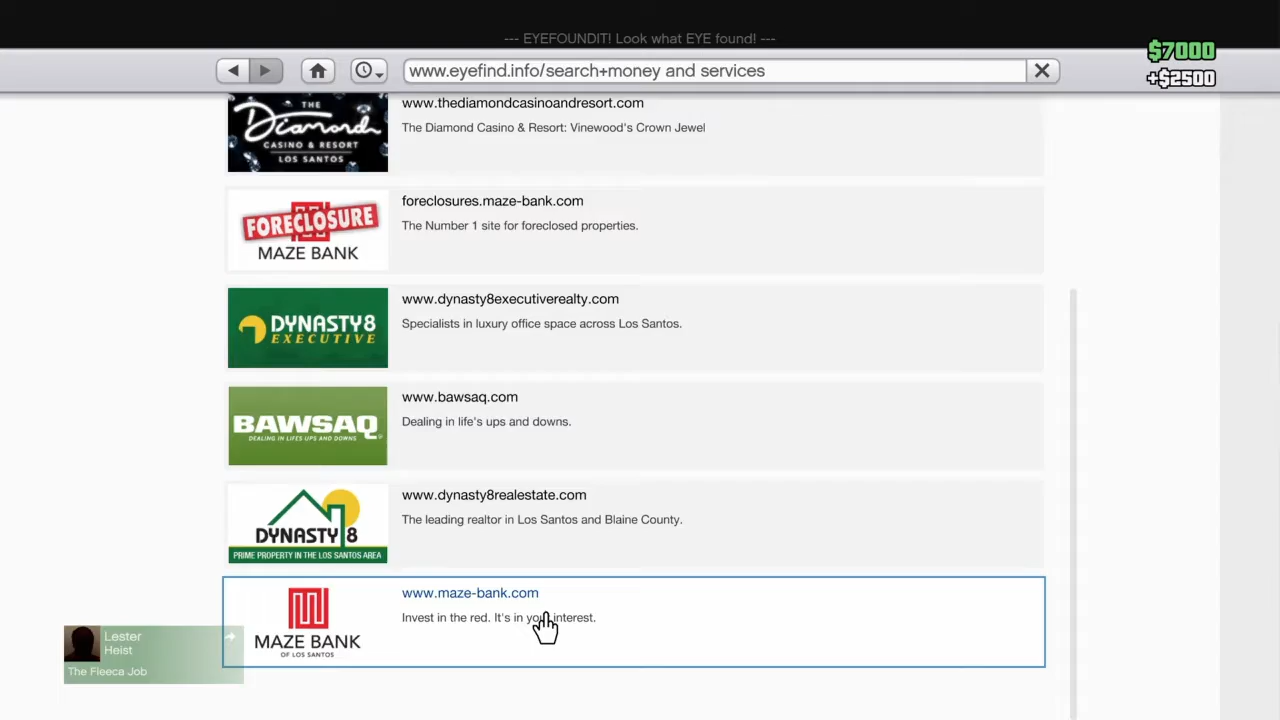 --- EYEFOUNDIT! Look what EYE found! ---
www.eyefind.info/search+money and services
$7000
+$2500
THE
Diamond
CASINO & RESORT
LOS SANTOS
www.thediamondcasinoandresort.com
The Diamond Casino & Resort: Vinewood's Crown Jewel
FORECLOSURE
MAZE BANK
foreclosures.maze-bank.com
The Number 1 site for foreclosed properties.
DYNASTY8
EXECUTIVE
www.dynasty8executiverealty.com
Specialists in luxury office space across Los Santos.
BAWSAQ
DEALING IN LIFE'S UPS AND DOWNS
www.bawsaq.com
Dealing in life's ups and downs.
DYNASTY 8
PRIME PROPERTY IN THE LOS SANTOS AREA
www.dynasty8realestate.com
The leading realtor in Los Santos and Blaine County.
MAZE BANK
OF LOS SANTOS
www.maze-bank.com
Invest in the red. It's in your interest.
Lester
Heist
The Fleeca Job